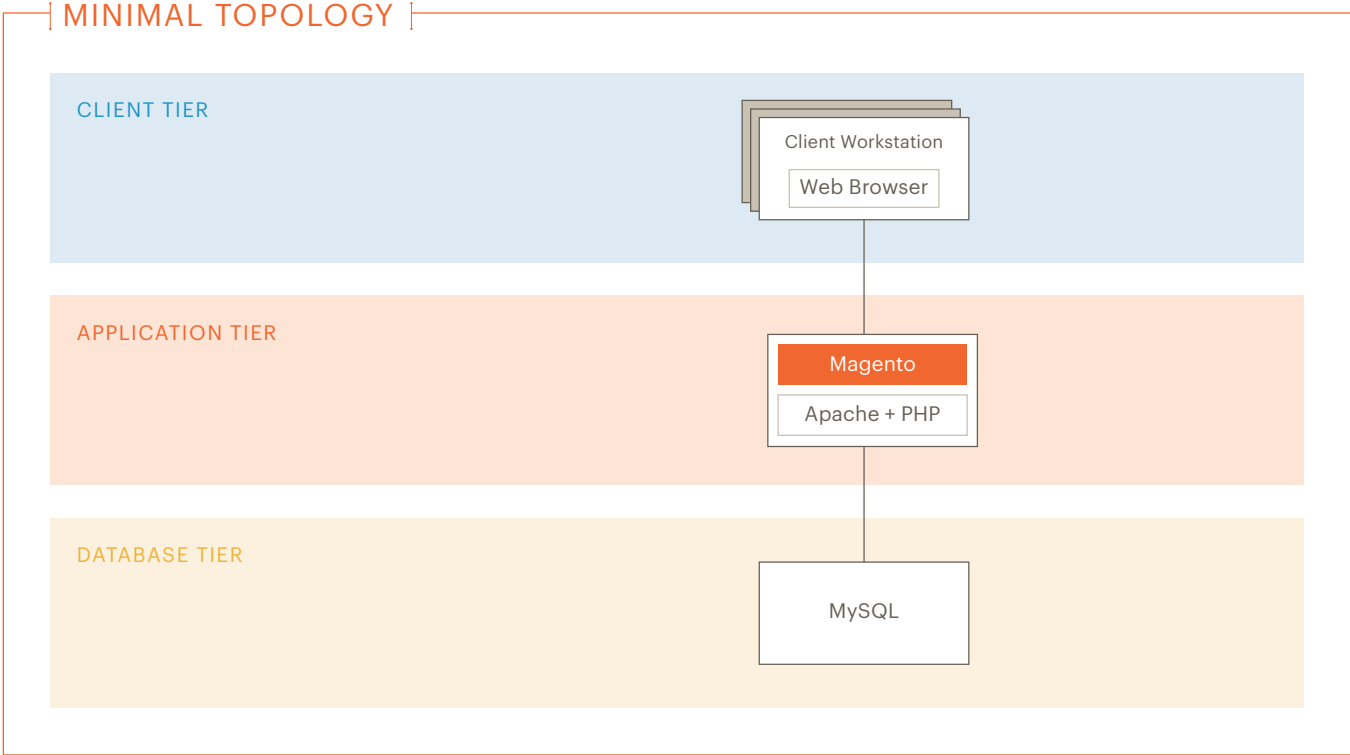 MINIMAL TOPOLOGY
CLIENT TIER
Client Workstation
Web Browser
APPLICATION TIER
Magento
Apache + PHP
DATABASE TIER
MySQL